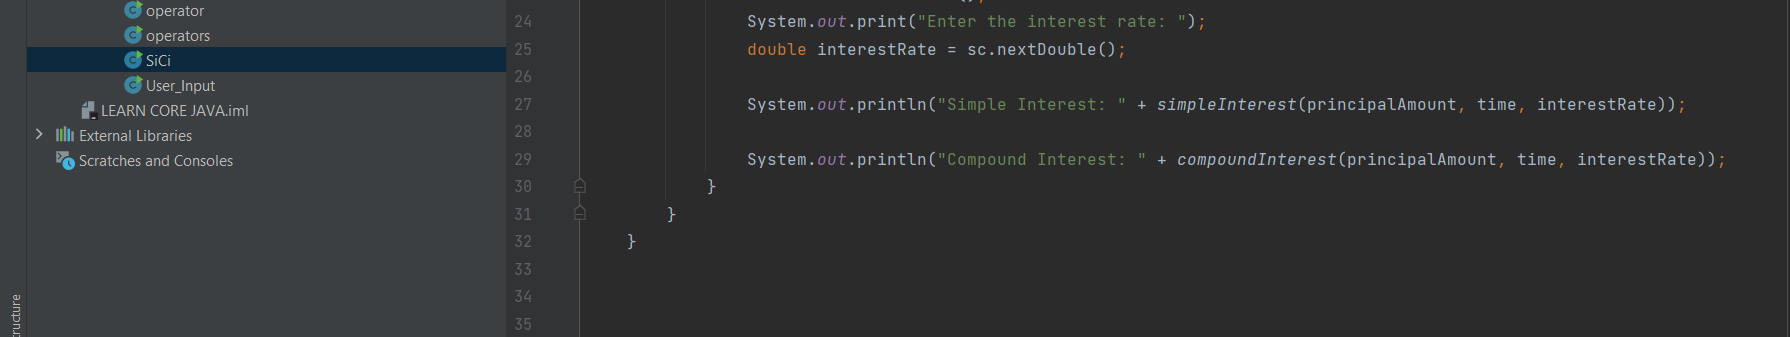 operator
operators
SiCi
User_Input
LEARN CORE JAVA.iml
External Libraries
Scratches and Consoles
ructure
24 System.out.print("Enter the interest rate: ");
25 double interestRate = sc.nextDouble();
26
27 System.out.println("Simple Interest: " + simpleInterest(principalAmount, time, interestRate));
28
29 System.out.println("Compound Interest: " + compoundInterest(principalAmount, time, interestRate));
30 }
31 }
32 }
33
34
35